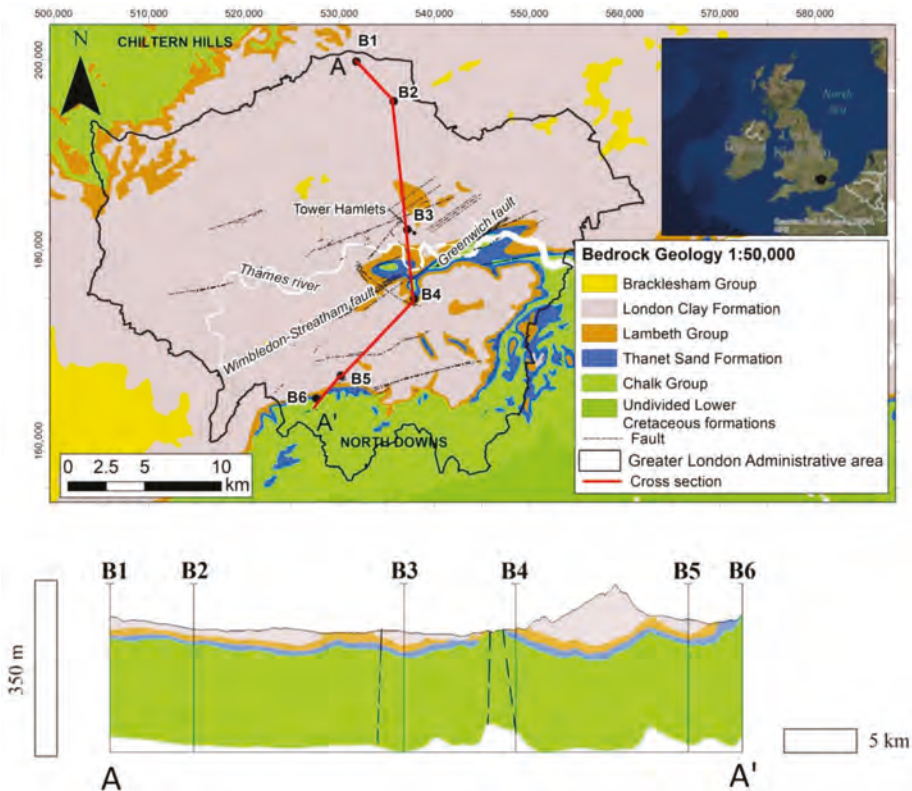 500,000 510,000 520,000 530,000 540,000 550,000 560,000 570,000 580,000
200,000
180,000
160,000
N
CHILTERN HILLS
B1
A
B2
North
Sea
Tower Hamlets
B3
Greenwich fault
Thames river
Wimbledon-Streatham fault
B4
B5
B6
A'
NORTH DOWNS
0 2.5 5 10
km
Bedrock Geology 1:50,000
Bracklesham Group
London Clay Formation
Lambeth Group
Thanet Sand Formation
Chalk Group
Undivided Lower
Cretaceous formations
Fault
Greater London Administrative area
Cross section
B1 B2 B3 B4 B5 B6
350 m
5 km
A A'